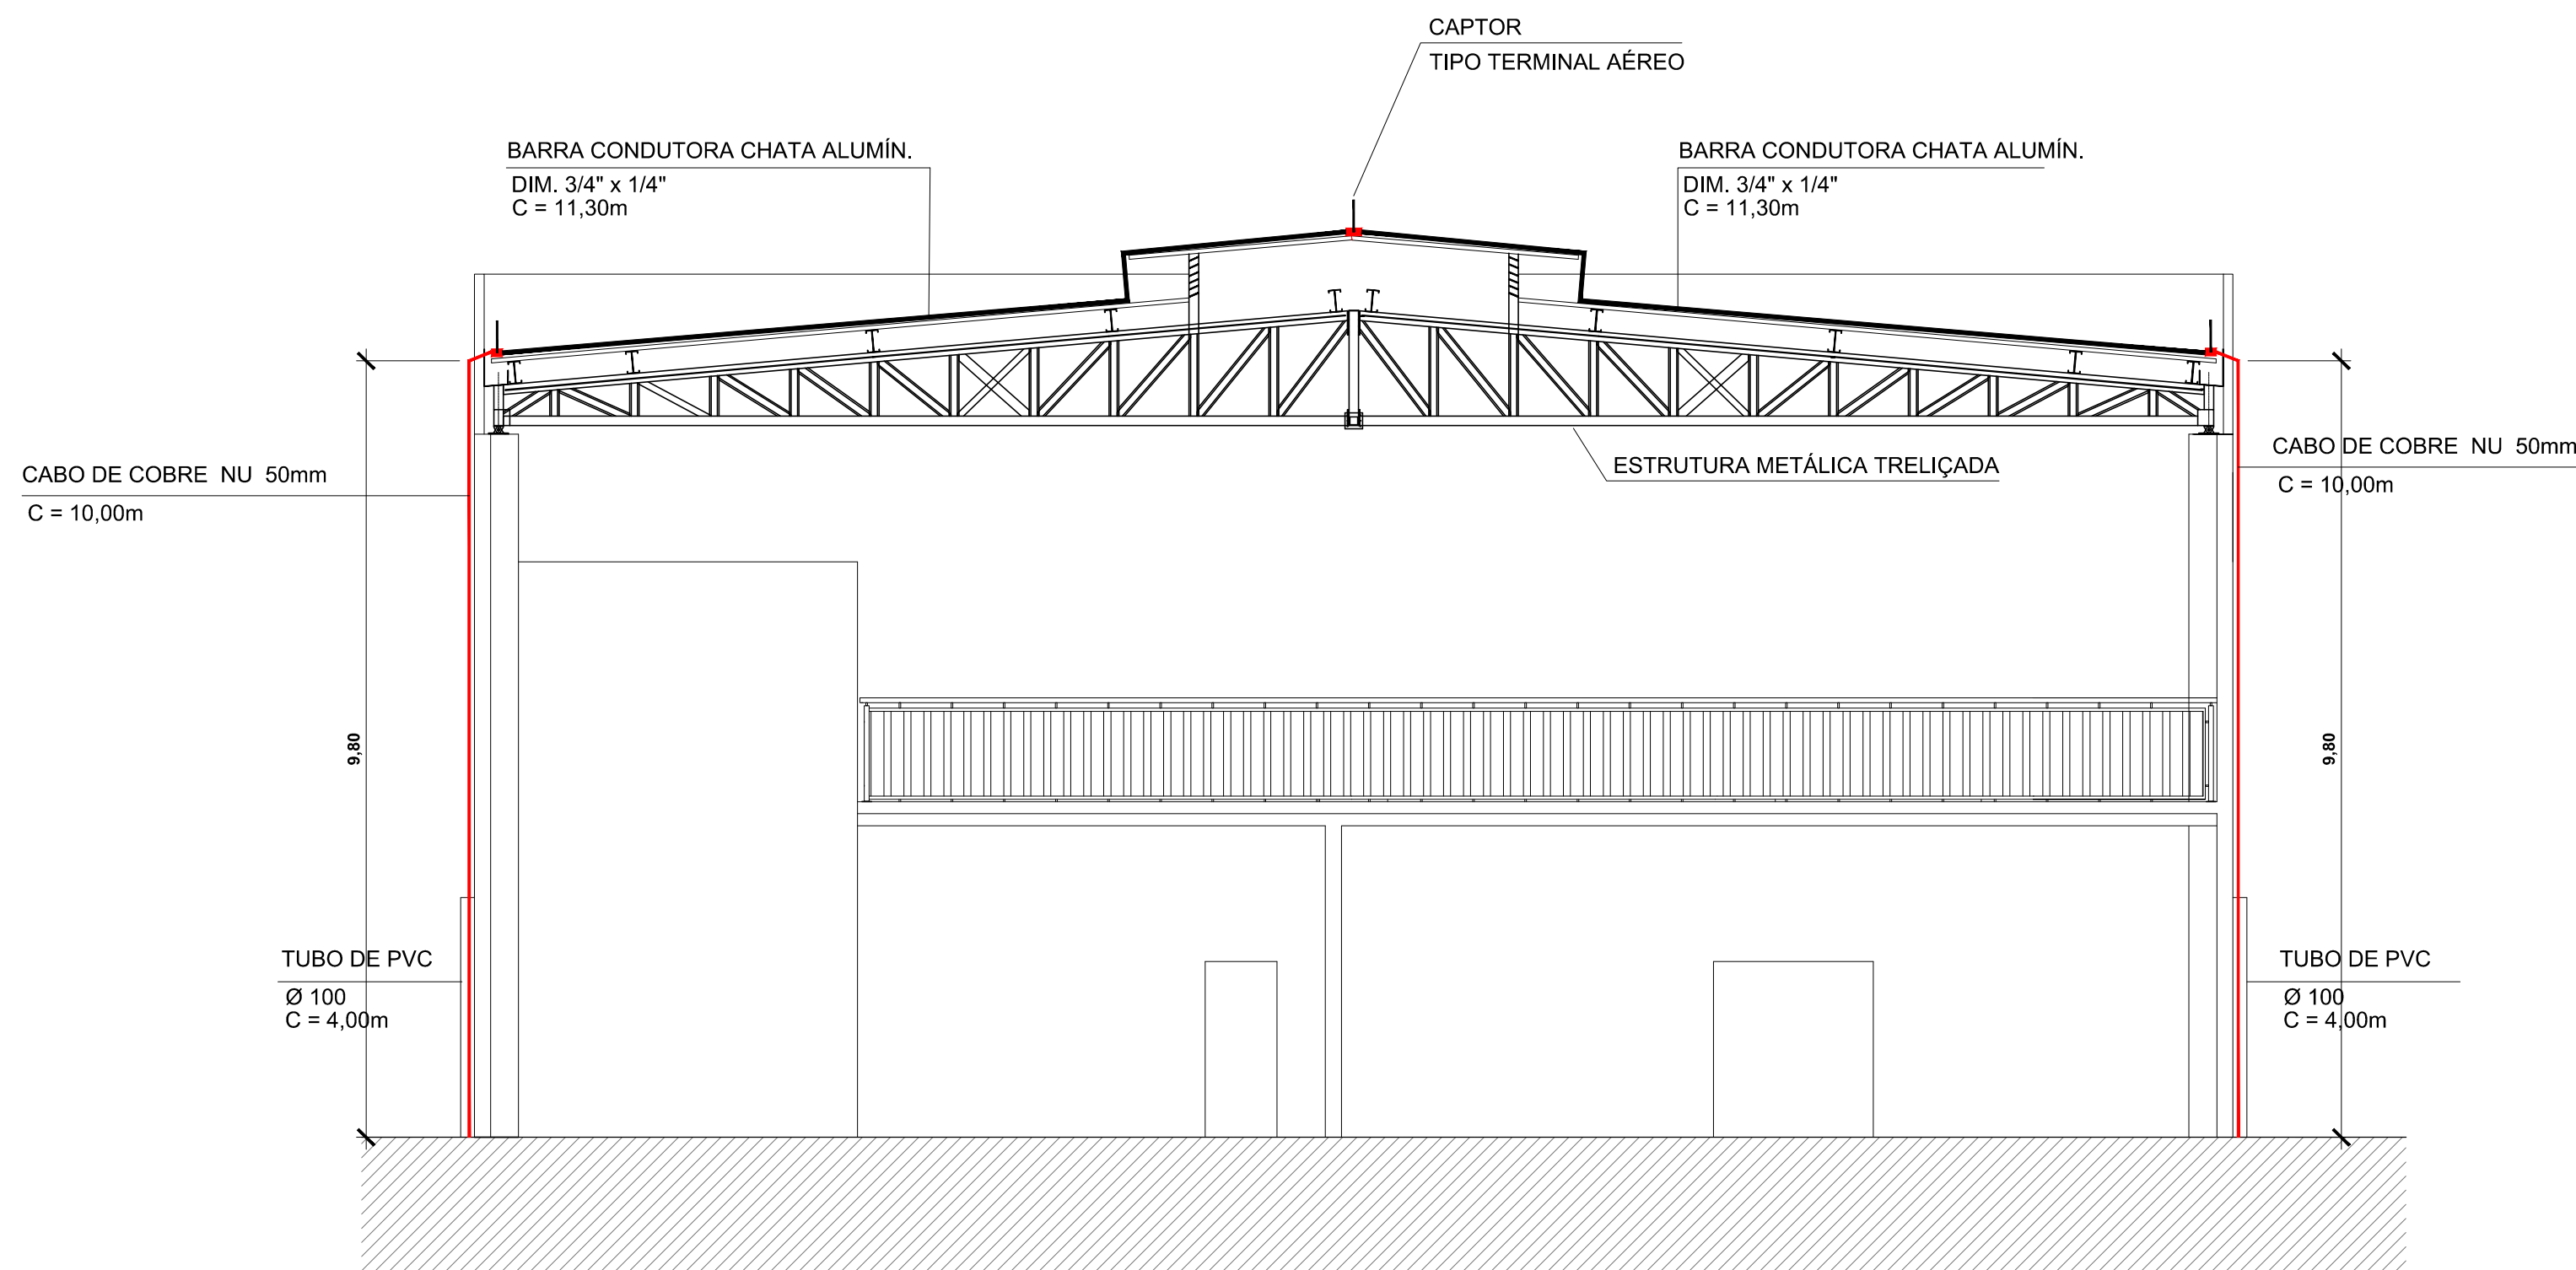 CAPTOR
TIPO TERMINAL AÉREO
BARRA CONDUTORA CHATA ALUMÍN.
DIM. 3/4" x 1/4"
C = 11,30m
BARRA CONDUTORA CHATA ALUMÍN.
DIM. 3/4" x 1/4"
C = 11,30m
CABO DE COBRE NU 50mm
C = 10,00m
ESTRUTURA METÁLICA TRELIÇADA
CABO DE COBRE NU 50mm
C = 10,00m
9,80
9,80
TUBO DE PVC
Ø 100
C = 4,00m
TUBO DE PVC
Ø 100
C = 4,00m